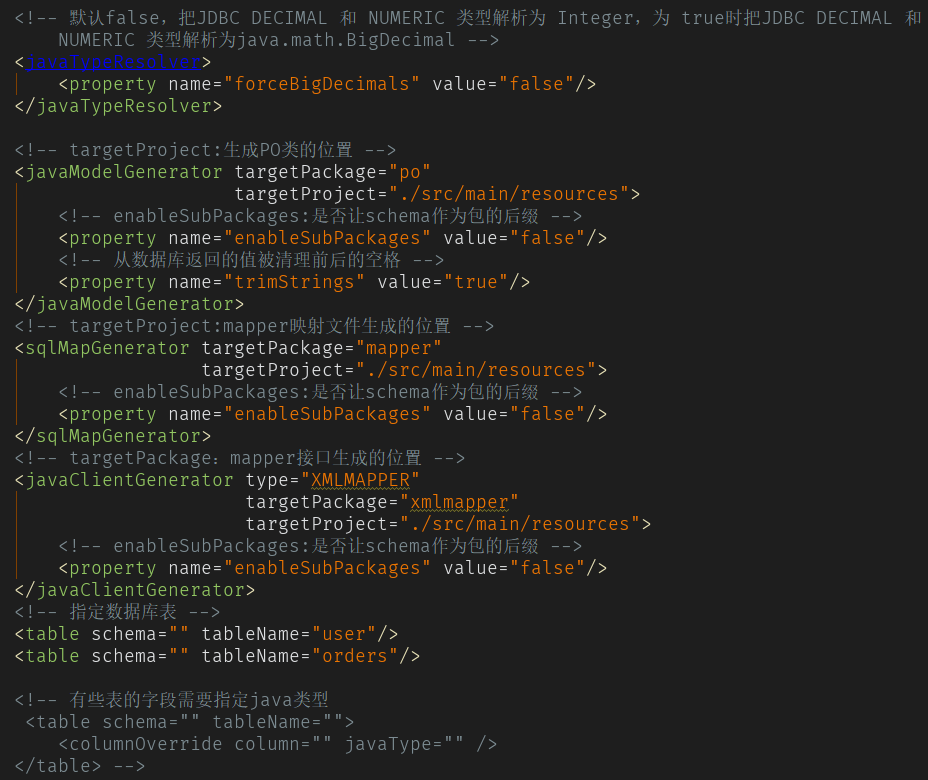 <!-- 默认false，把JDBC DECIMAL 和 NUMERIC 类型解析为 Integer，为 true时把JDBC DECIMAL 和
NUMERIC 类型解析为java.math.BigDecimal -->
<javaTypeResolver>
<property name="forceBigDecimals" value="false"/>
</javaTypeResolver>
<!-- targetProject:生成PO类的位置 -->
<javaModelGenerator targetPackage="po"
targetProject="./src/main/resources">
<!-- enableSubPackages:是否让schema作为包的后缀 -->
<property name="enableSubPackages" value="false"/>
<!-- 从数据库返回的值被清理前后的空格 -->
<property name="trimStrings" value="true"/>
</javaModelGenerator>
<!-- targetProject:mapper映射文件生成的位置 -->
<sqlMapGenerator targetPackage="mapper"
targetProject="./src/main/resources">
<!-- enableSubPackages:是否让schema作为包的后缀 -->
<property name="enableSubPackages" value="false"/>
</sqlMapGenerator>
<!-- targetPackage：mapper接口生成的位置 -->
<javaClientGenerator type="XMLMAPPER"
targetPackage="xmlmapper"
targetProject="./src/main/resources">
<!-- enableSubPackages:是否让schema作为包的后缀 -->
<property name="enableSubPackages" value="false"/>
</javaClientGenerator>
<!-- 指定数据库表 -->
<table schema="" tableName="user"/>
<table schema="" tableName="orders"/>
<!-- 有些表的字段需要指定java类型
<table schema="" tableName="">
<columnOverride column="" javaType="" />
</table> -->